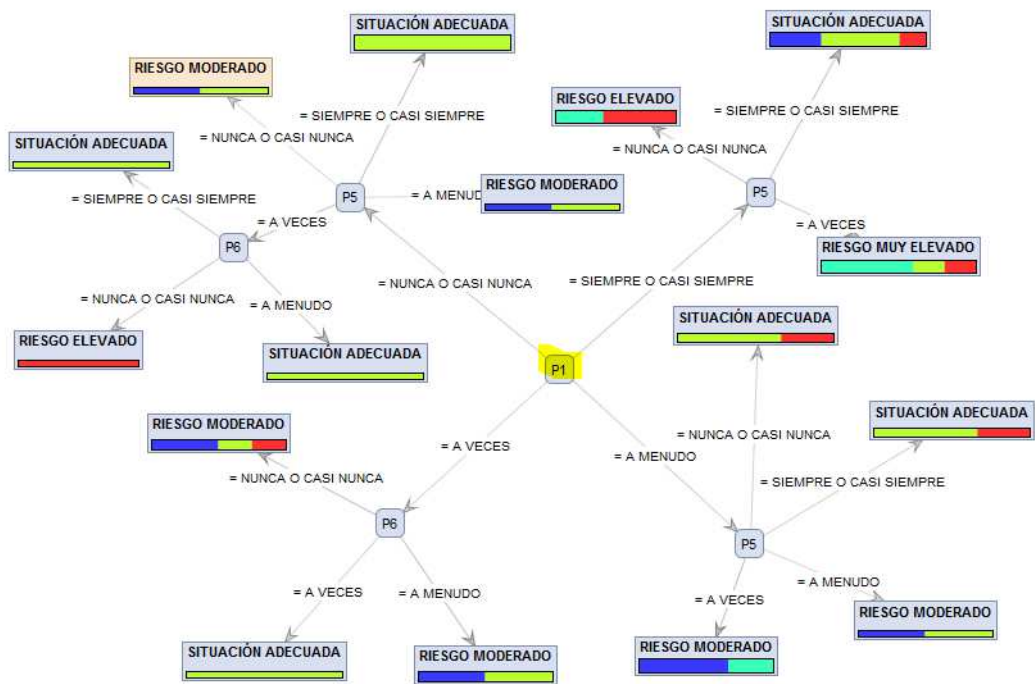 SITUACIÓN ADECUADA
SITUACIÓN ADECUADA
RIESGO MODERADO
RIESGO ELEVADO
= SIEMPRE O CASI SIEMPRE
= SIEMPRE O CASI SIEMPRE
= NUNCA O CASI NUNCA
SITUACIÓN ADECUADA
= NUNCA O CASI NUNCA
RIESGO MODERADO
= A MENUD
P5
P5
= SIEMPRE O CASI SIEMPRE
= A VECES
= A VECES
P6
RIESGO MUY ELEVADO
= NUNCA O CASI NUNCA
= SIEMPRE O CASI SIEMPRE
= NUNCA O CASI NUNCA
= A MENUDO
SITUACIÓN ADECUADA
RIESGO ELEVADO
SITUACIÓN ADECUADA
P1
SITUACIÓN ADECUADA
RIESGO MODERADO
= A VECES
= NUNCA O CASI NUNCA
= A MENUDO
= NUNCA O CASI NUNCA
= SIEMPRE O CASI SIEMPRE
P6
P5
= A VECES
= A MENUDO
= A MENUDO
= A VECES
RIESGO MODERADO
SITUACIÓN ADECUADA
RIESGO MODERADO
RIESGO MODERADO